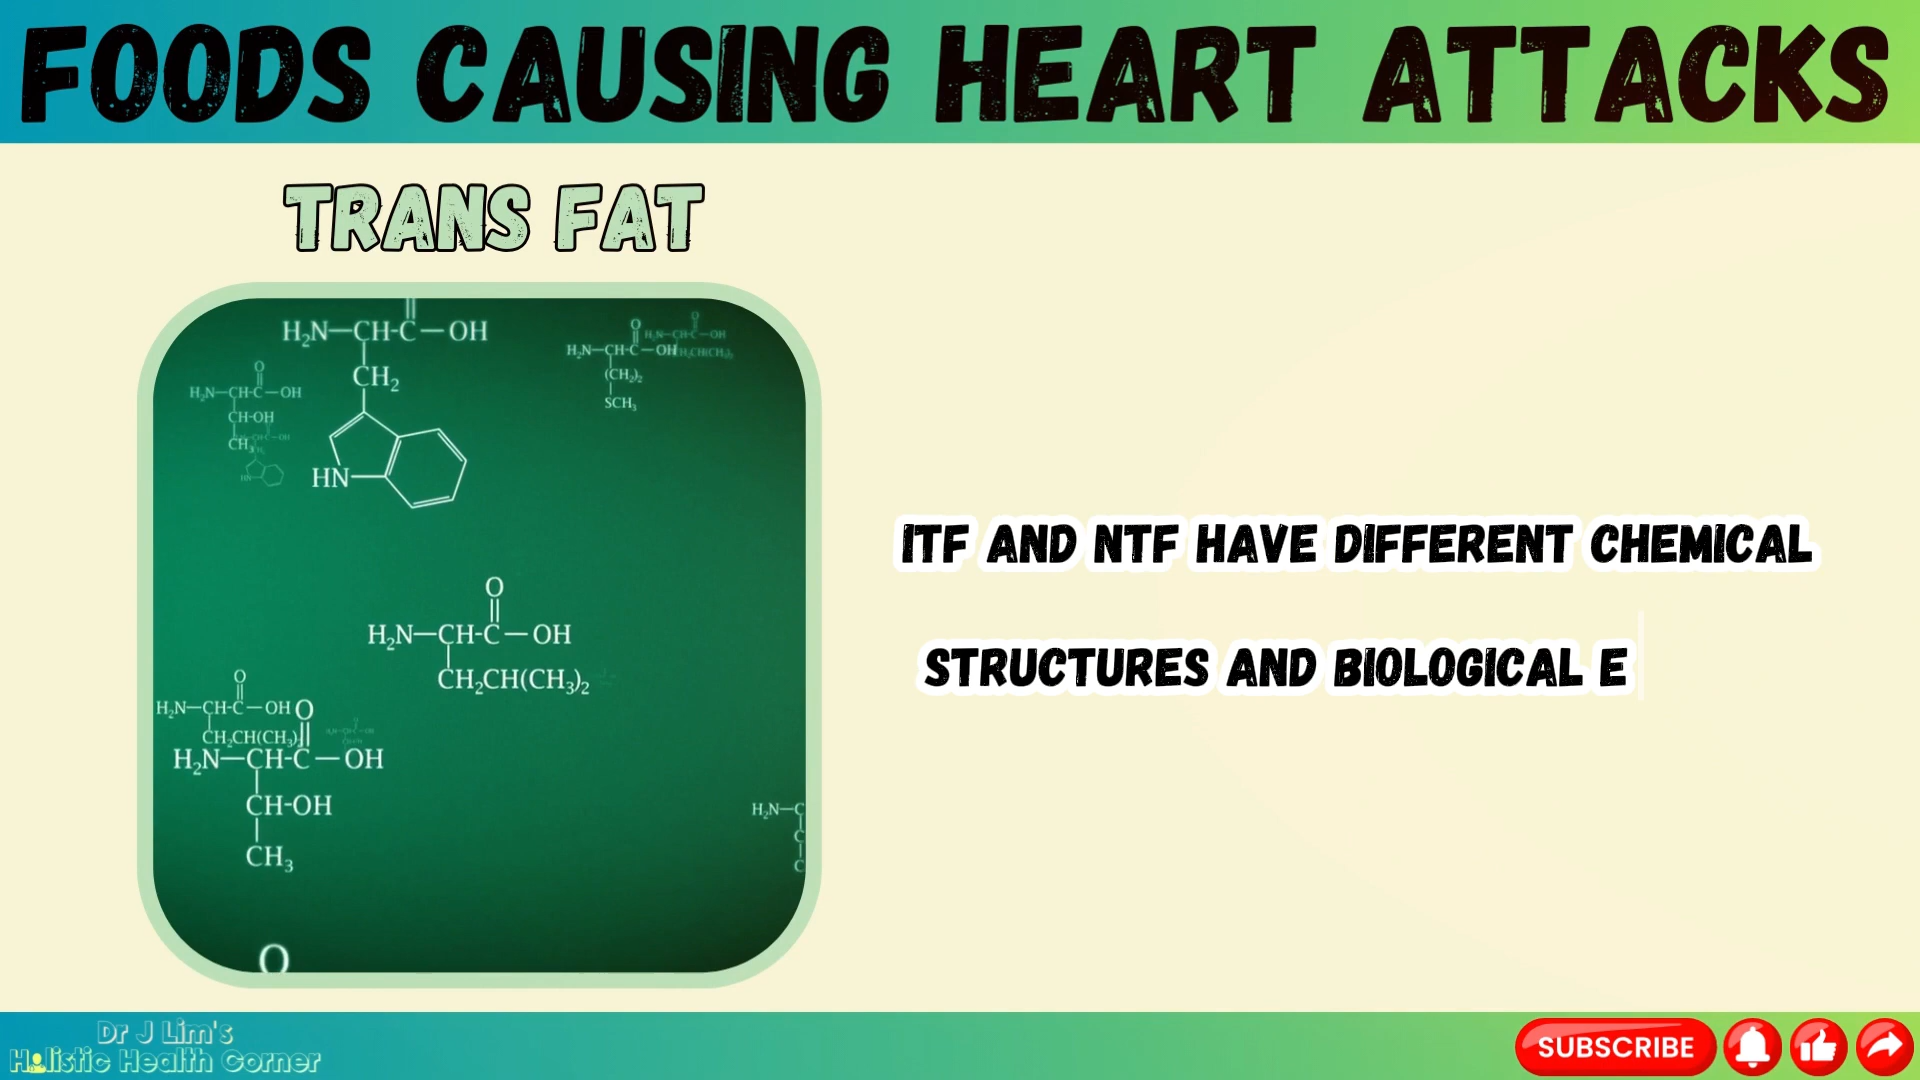 FOODS CAUSING HEART ATTACKS
TRANS FAT
H₂N—CH-C—OH
CH₂
HN
O
H₂N—CH-C—OH
(CH₂)₂
SCH₃
O
H₂N—CH-C—OH
CH-OH
CH₃
ITF AND NTF HAVE DIFFERENT CHEMICAL
STRUCTURES AND BIOLOGICAL E
O
H₂N—CH-C—OH
CH₂CH(CH₃)₂
O
H₂N—CH-C—OH
CH₂CH(CH₃)
O
H₂N—CH-C—OH
CH-OH
CH₃
H₂N—C
C
C
O
Dr J Lim's
Holistic Health Corner
SUBSCRIBE